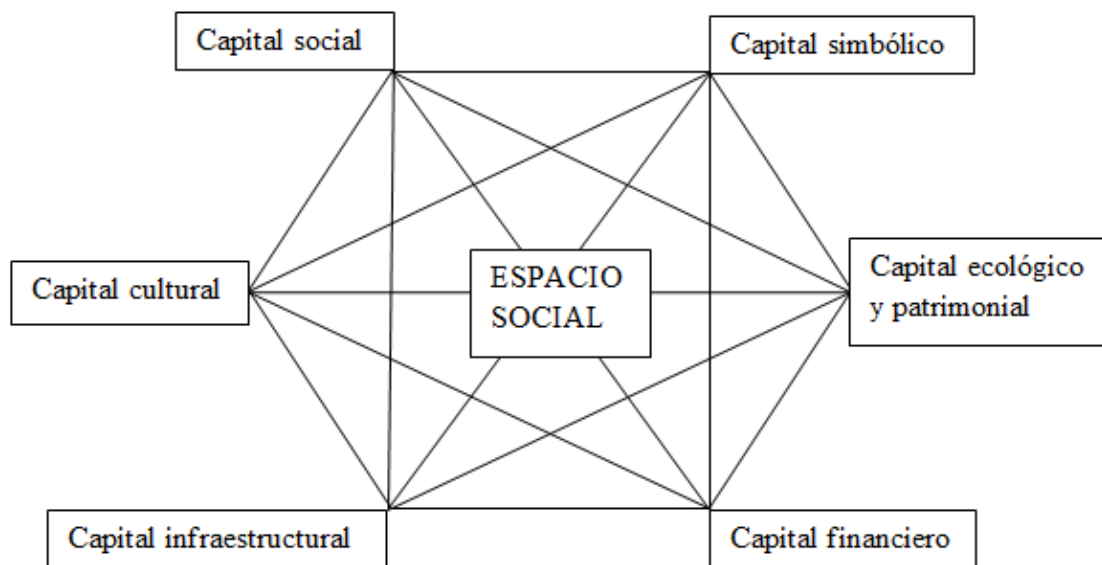 Capital social
Capital simbólico
Capital cultural
ESPACIO
SOCIAL
Capital ecológico
y patrimonial
Capital infraestructural
Capital financiero